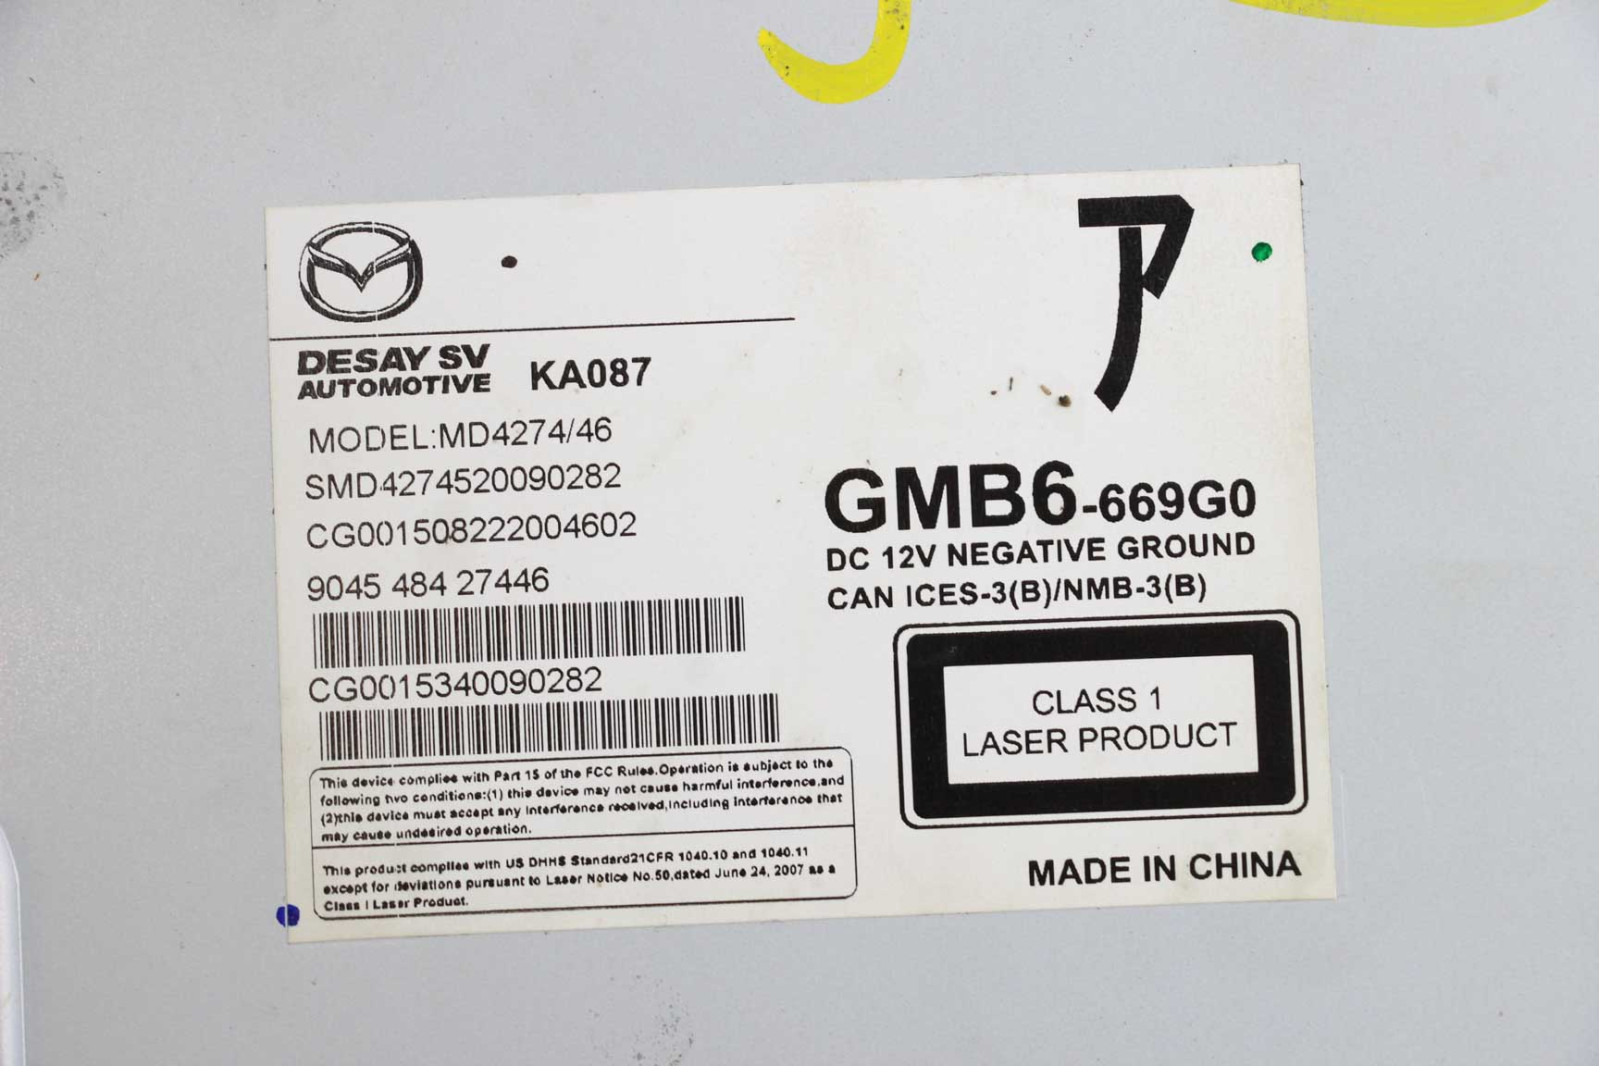 ア
DESAY SV
AUTOMOTIVE
KA087
MODEL:MD4274/46
SMD4274520090282
CG001508222004602
9045 484 27446
CG0015340090282
This device complies with Part 15 of the FCC Rules.Operation is subject to the
following two conditions:(1) this device may not cause harmful interference,and
(2)this device must accept any interference received,including interference that
may cause undesired operation.
This product complies with US DHHS Standard21CFR 1040.10 and 1040.11
except for deviations pursuant to Laser Notice No.50,dated June 24, 2007 as a
Class I Laser Product.
GMB6-669G0
DC 12V NEGATIVE GROUND
CAN ICES-3(B)/NMB-3(B)
CLASS 1
LASER PRODUCT
MADE IN CHINA